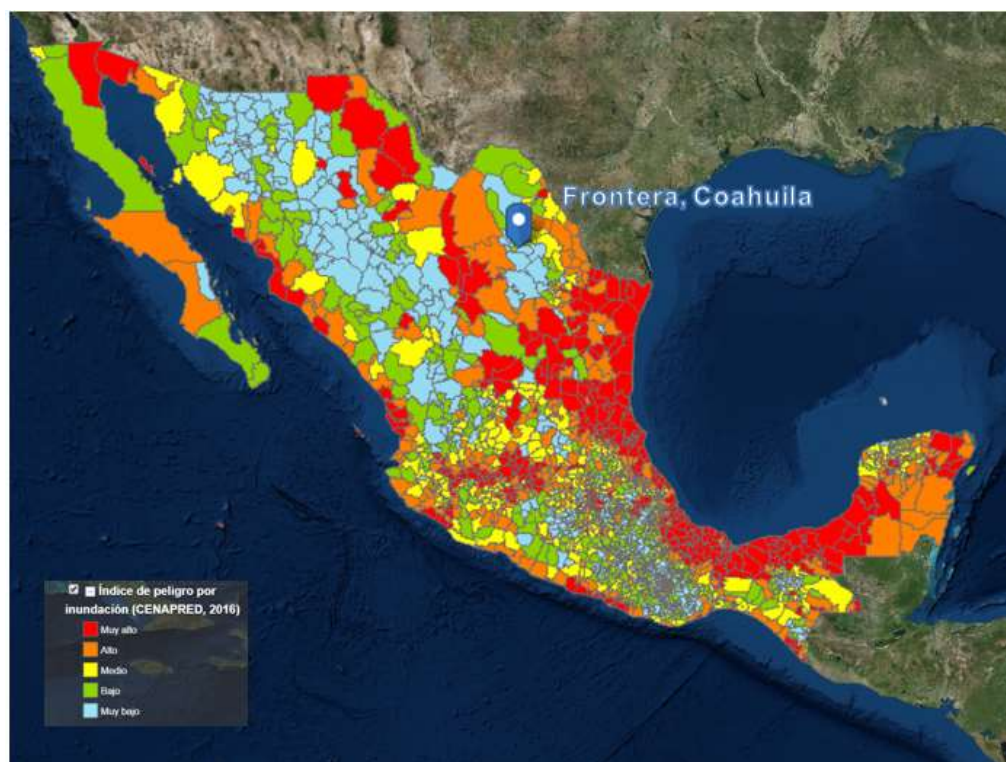 Frontera, Coahuila
Índice de peligro por
inundación (CENAPRED, 2016)
Muy alto
Alto
Medio
Bajo
Muy bajo